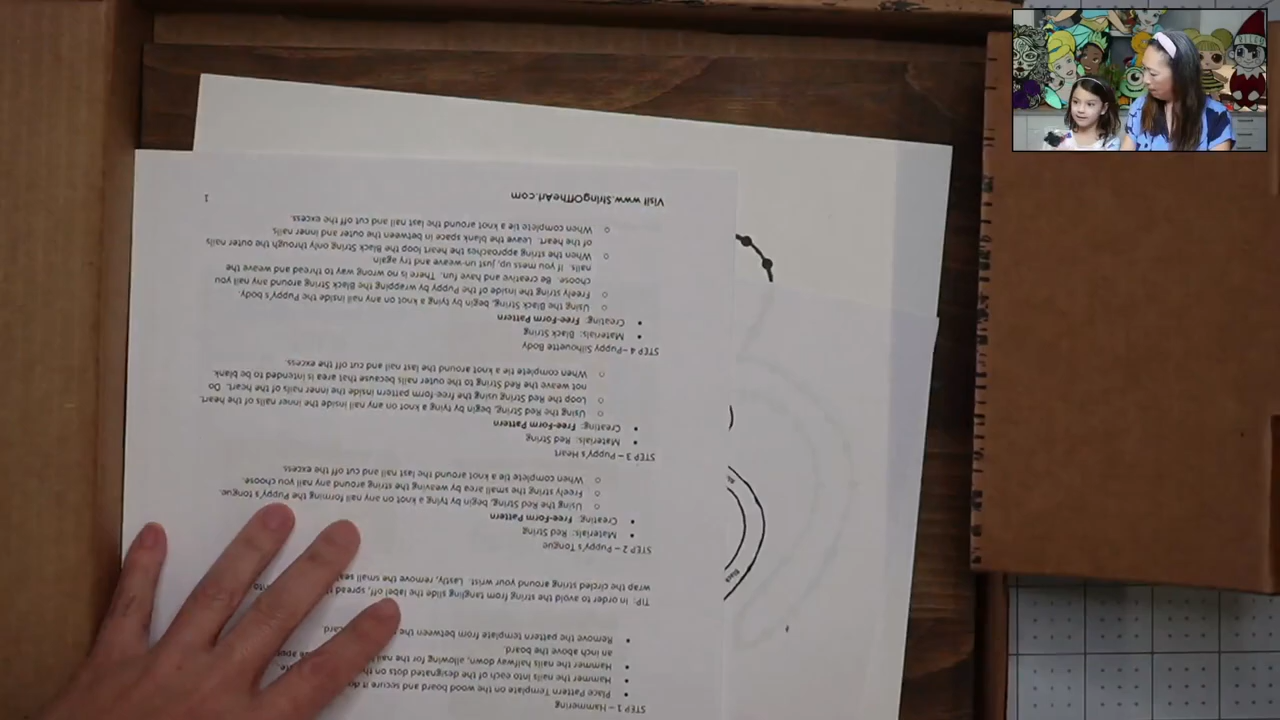 STEP 1 – Hammering
Place Pattern Template on the wood board and secure it
Hammer the nails into each of the designated dots on
Hammer the nails halfway down, allowing for the nail
an inch above the board.
Remove the pattern template from between the
TIP: In order to avoid the string from tangling slide the label off, spread
wrap the circled string around your wrist. Lastly, remove the small
STEP 2 – Puppy's Tongue
Materials: Red String
Creating: Free-Form Pattern
Using the Red String, begin by tying a knot on any nail forming the Puppy's tongue.
Freely string the small area by weaving the string around any nail you choose.
When complete tie a knot around the last nail and cut off the excess.
STEP 3 – Puppy's Heart
Materials: Red String
Creating: Free-Form Pattern
Using the Red String, begin by tying a knot on any nail inside the inner nails of the heart.
Loop the Red String using the free-form pattern inside the inner nails of the heart. Do
not weave the Red String to the outer nails because that area is intended to be blank.
When complete tie a knot around the last nail and cut off the excess.
STEP 4 – Puppy Silhouette Body
Materials: Black String
Creating: Free-Form Pattern
Using the Black String, begin by tying a knot on any nail inside the Puppy's body.
Freely string the inside of the Puppy by wrapping the Black String around any nail you
choose. Be creative and have fun. There is no wrong way to thread and weave the
nails. If you mess up, just un-weave and try again.
When the string approaches the heart loop the Black String only through the outer nails
of the heart. Leave the blank space in between the outer and inner nails.
When complete tie a knot around the last nail and cut off the excess.
Visit www.StringOfTheArt.com 1
Black